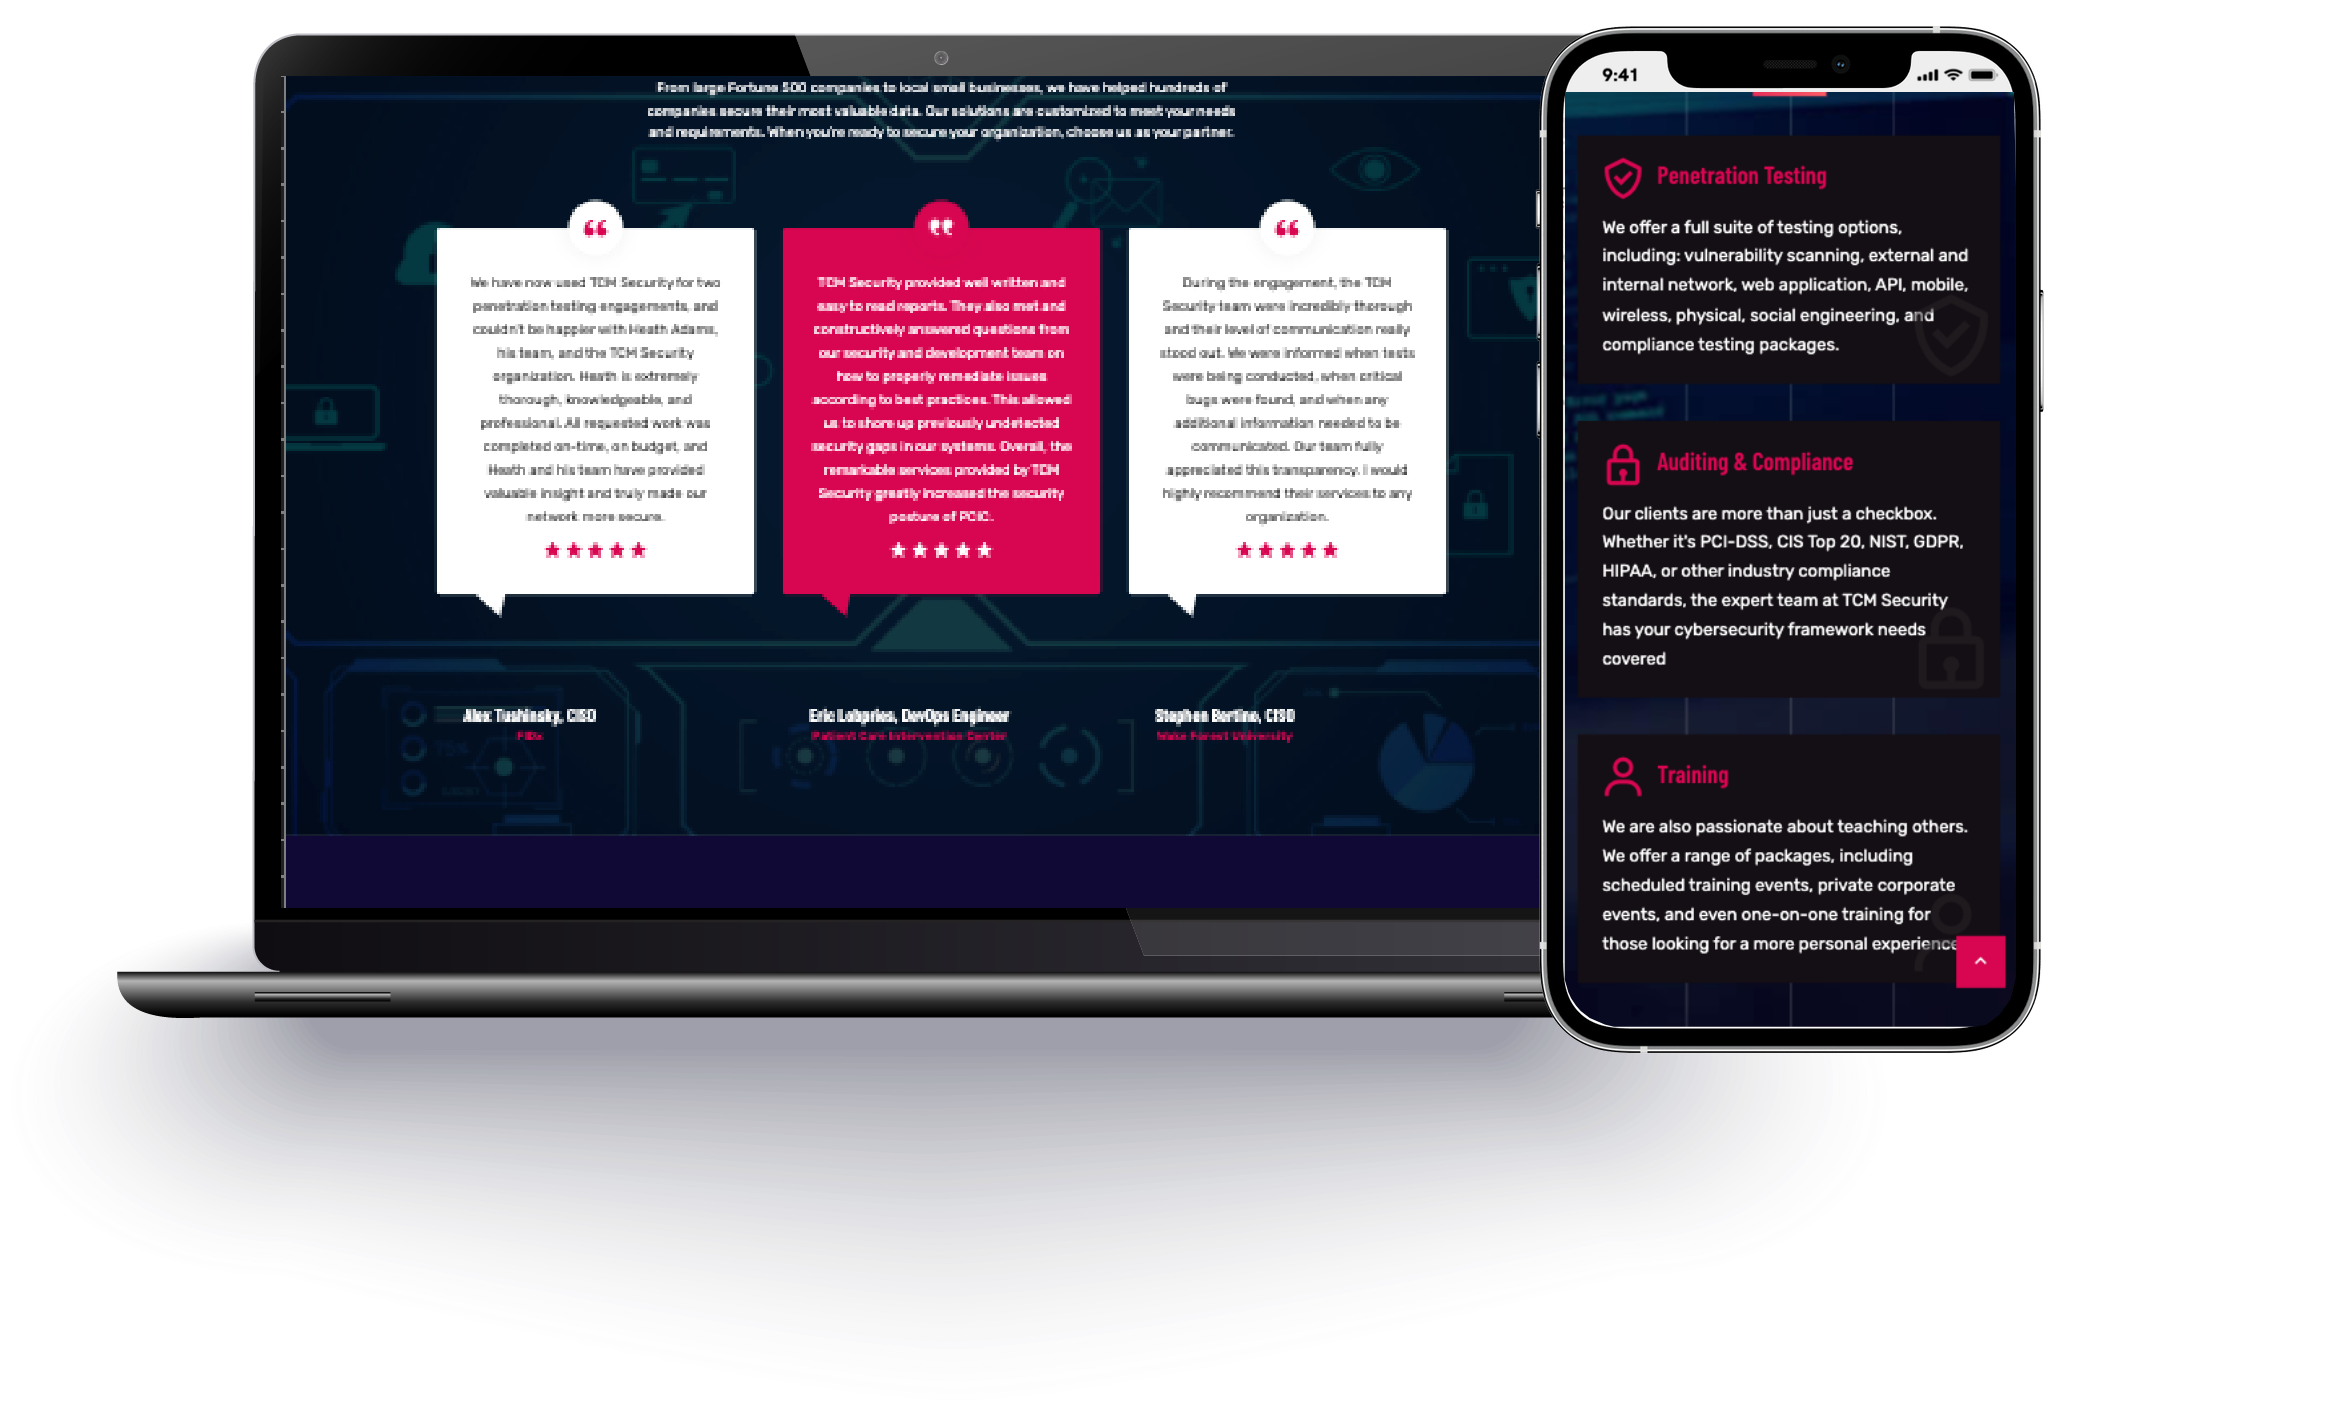 From large Fortune 500 companies to local small businesses, we have helped hundreds of
companies secure their most valuable data. Our solutions are customized to meet your needs
and requirements. When you're ready to secure your organization, choose us as your partner.
We have now used TCM Security for two
penetration testing engagements, and
couldn't be happier with Heath Adams,
his team, and the TCM Security
organization. Heath is extremely
thorough, knowledgeable, and
professional. All requested work was
completed on-time, on budget, and
Heath and his team have provided
valuable insight and truly made our
network more secure.
Alex Tushinsky, CISO
TCM Security provided well written and
easy to read reports. They also met and
constructively answered questions from
our security and development team on
how to properly remediate issues
according to best practices. This allowed
us to shore up previously undetected
security gaps in our systems. Overall, the
remarkable services provided by TCM
Security greatly increased the security
posture of PCIC.
Eric Labpries, DevOps Engineer
Patient Care Intervention Center
During the engagement, the TCM
Security team were incredibly thorough
and their level of communication really
stood out. We were informed when tests
were being conducted, when critical
bugs were found, and when any
additional information needed to be
communicated. Our team fully
appreciated this transparency. I would
highly recommend their services to any
organization.
Stephen Bertino, CISO
Wake Forest University
75%
9:41
Penetration Testing
We offer a full suite of testing options,
including: vulnerability scanning, external and
internal network, web application, API, mobile,
wireless, physical, social engineering, and
compliance testing packages.
Auditing & Compliance
Our clients are more than just a checkbox.
Whether it's PCI-DSS, CIS Top 20, NIST, GDPR,
HIPAA, or other industry compliance
standards, the expert team at TCM Security
has your cybersecurity framework needs
covered
Training
We are also passionate about teaching others.
We offer a range of packages, including
scheduled training events, private corporate
events, and even one-on-one training for
those looking for a more personal experience